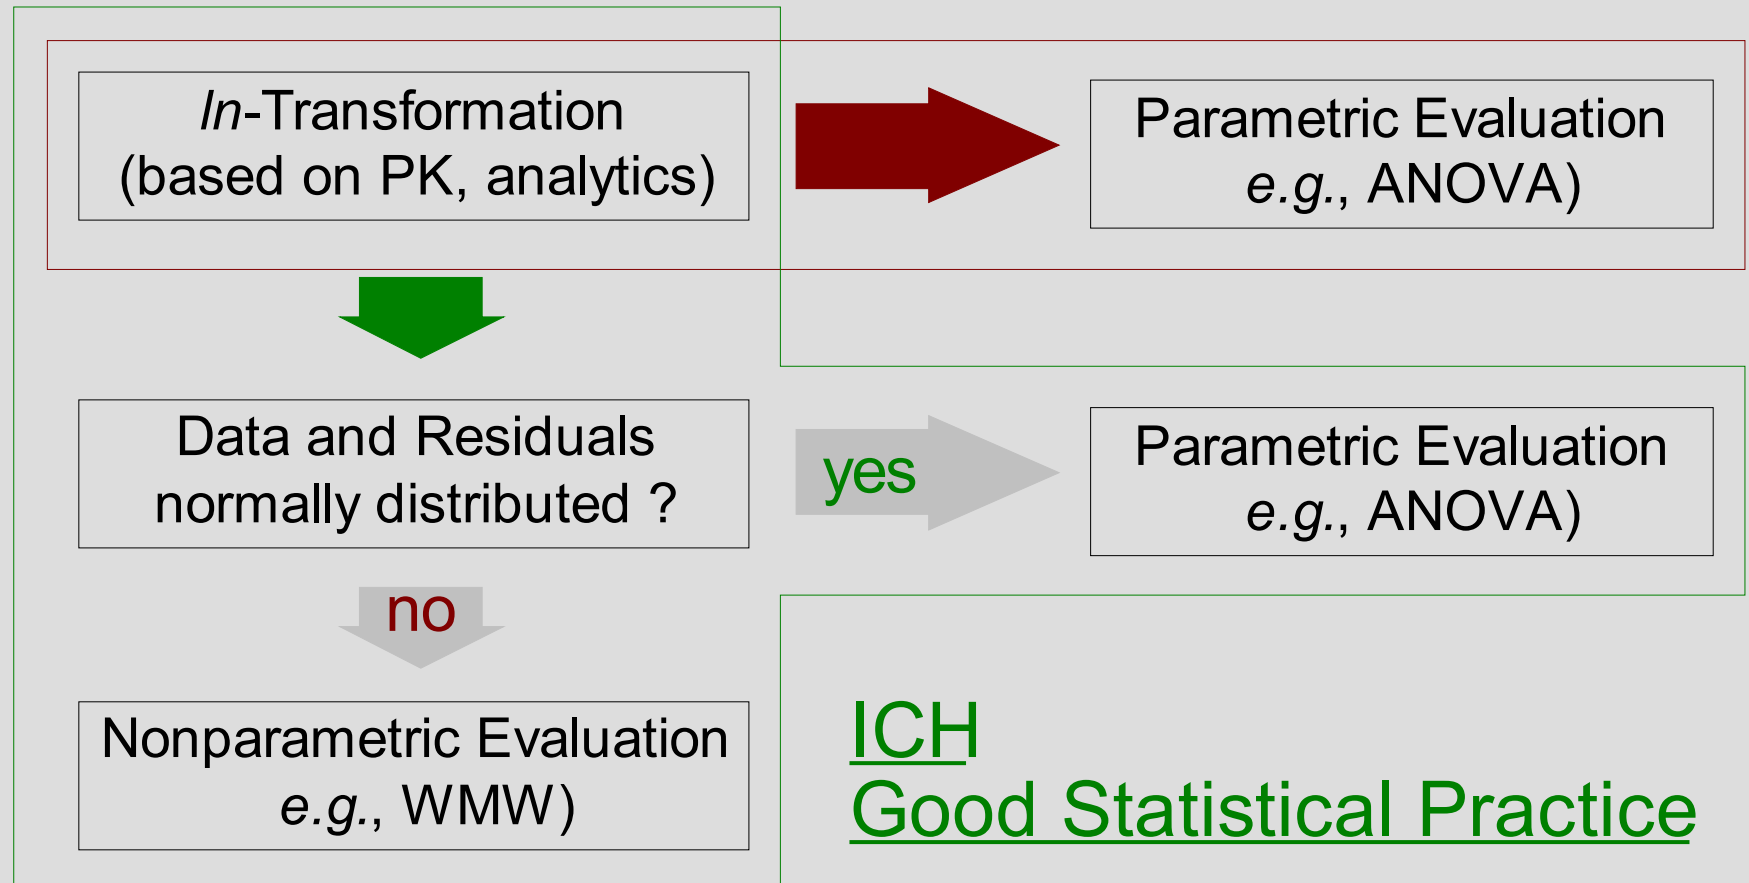 ln-Transformation
(based on PK, analytics)
Parametric Evaluation
e.g., ANOVA)
Data and Residuals
normally distributed ?
yes
Parametric Evaluation
e.g., ANOVA)
no
Nonparametric Evaluation
e.g., WMW)
ICH
Good Statistical Practice